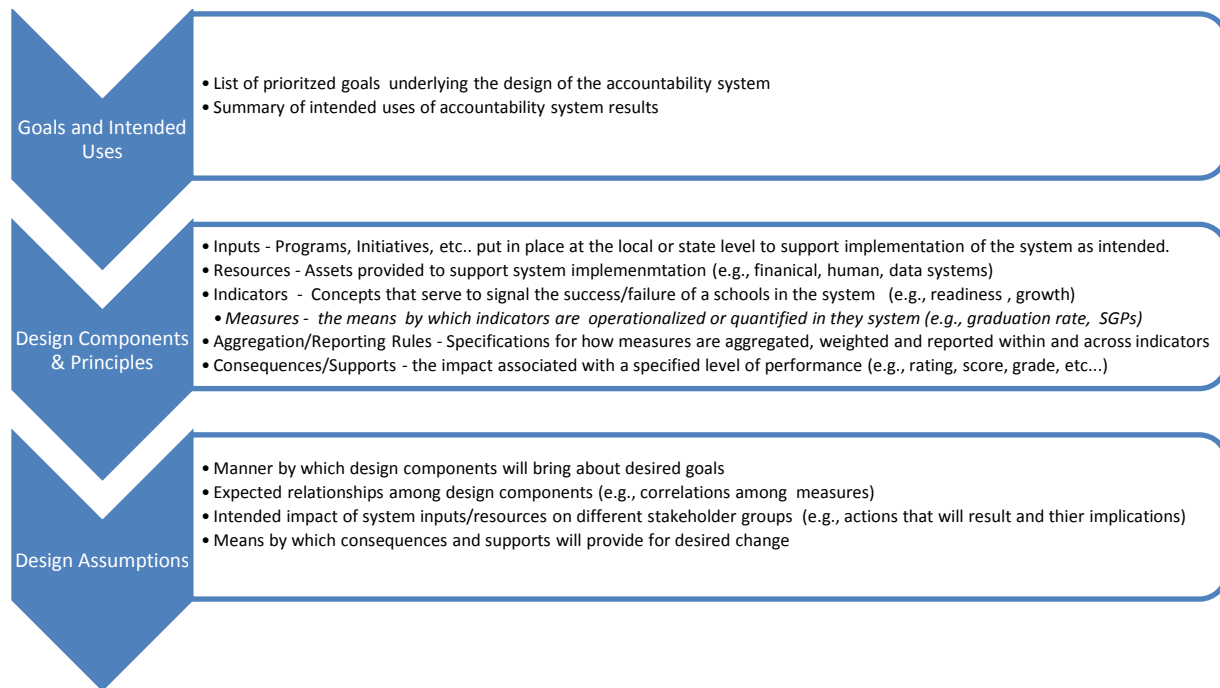 Goals and Intended
Uses
• List of prioritzed goals underlying the design of the accountability system
• Summary of intended uses of accountability system results
Design Components
& Principles
• Inputs - Programs, Initiatives, etc.. put in place at the local or state level to support implementation of the system as intended.
• Resources - Assets provided to support system implemenmtation (e.g., finanical, human, data systems)
• Indicators - Concepts that serve to signal the success/failure of a schools in the system (e.g., readiness , growth)
• Measures - the means by which indicators are operationalized or quantified in they system (e.g., graduation rate, SGPs)
• Aggregation/Reporting Rules - Specifications for how measures are aggregated, weighted and reported within and across indicators
• Consequences/Supports - the impact associated with a specified level of performance (e.g., rating, score, grade, etc...)
Design Assumptions
• Manner by which design components will bring about desired goals
• Expected relationships among design components (e.g., correlations among measures)
• Intended impact of system inputs/resources on different stakeholder groups (e.g., actions that will result and thier implications)
• Means by which consequences and supports will provide for desired change